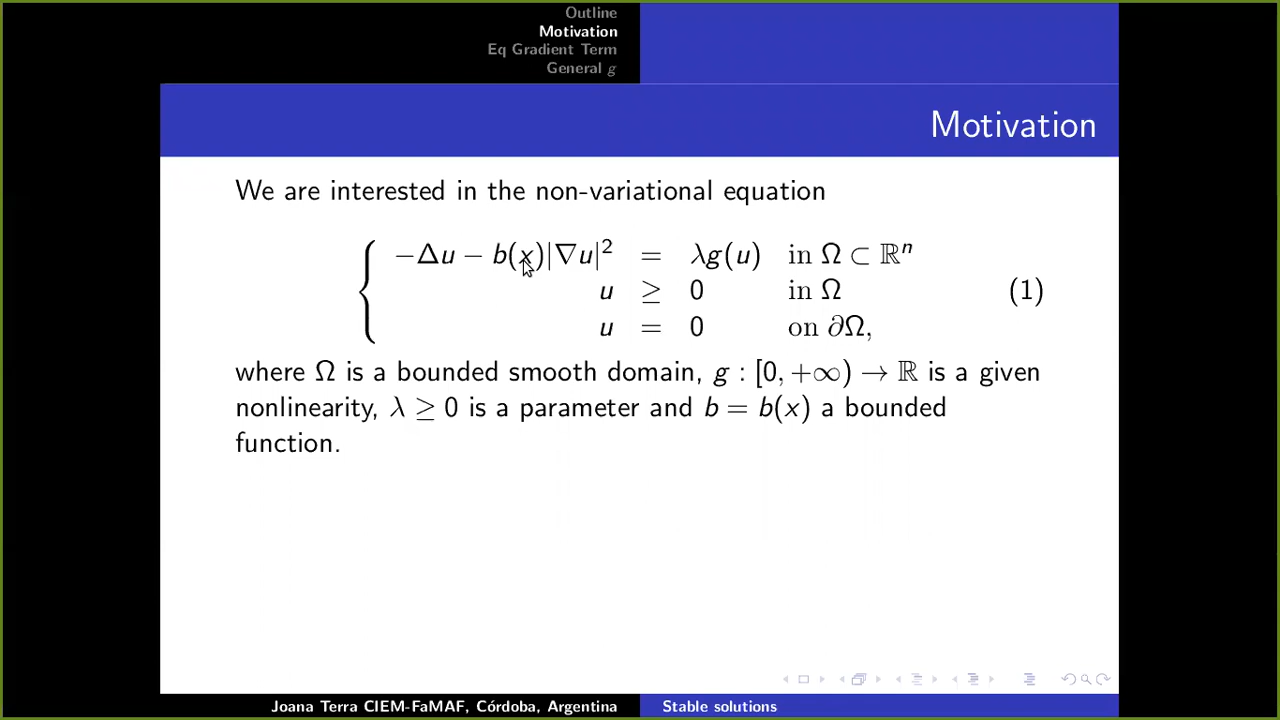 Outline
Motivation
Eq Gradient Term
General g
Motivation
We are interested in the non-variational equation
−Δu − b(x)|∇u|² = λg(u) in Ω ⊂ ℝⁿ
u ≥ 0 in Ω (1)
u = 0 on ∂Ω,
where Ω is a bounded smooth domain, g : [0, +∞) → ℝ is a given
nonlinearity, λ ≥ 0 is a parameter and b = b(x) a bounded
function.
Joana Terra CIEM-FaMAF, Córdoba, Argentina Stable solutions